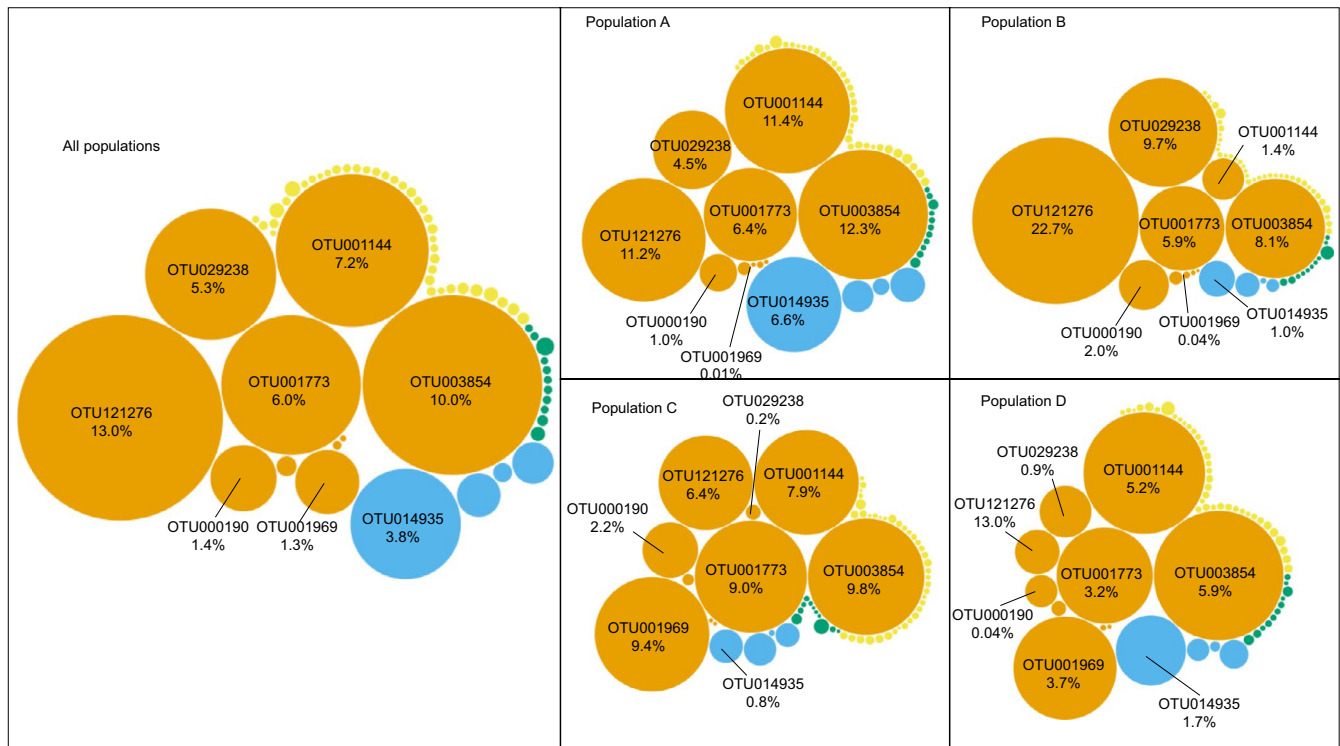 All populations
OTU001144
7.2%
OTU029238
5.3%
OTU001773
6.0%
OTU003854
10.0%
OTU121276
13.0%
OTU014935
3.8%
OTU000190
1.4%
OTU001969
1.3%
Population A
OTU001144
11.4%
OTU029238
4.5%
OTU001773
6.4%
OTU003854
12.3%
OTU121276
11.2%
OTU014935
6.6%
OTU000190
1.0%
OTU001969
0.01%
Population B
OTU029238
9.7%
OTU001144
1.4%
OTU121276
22.7%
OTU001773
5.9%
OTU003854
8.1%
OTU014935
1.0%
OTU001969
0.04%
OTU000190
2.0%
Population C
OTU029238
0.2%
OTU121276
6.4%
OTU001144
7.9%
OTU000190
2.2%
OTU001773
9.0%
OTU003854
9.8%
OTU001969
9.4%
OTU014935
0.8%
Population D
OTU029238
0.9%
OTU001144
5.2%
OTU121276
13.0%
OTU001773
3.2%
OTU003854
5.9%
OTU000190
0.04%
OTU001969
3.7%
OTU014935
1.7%